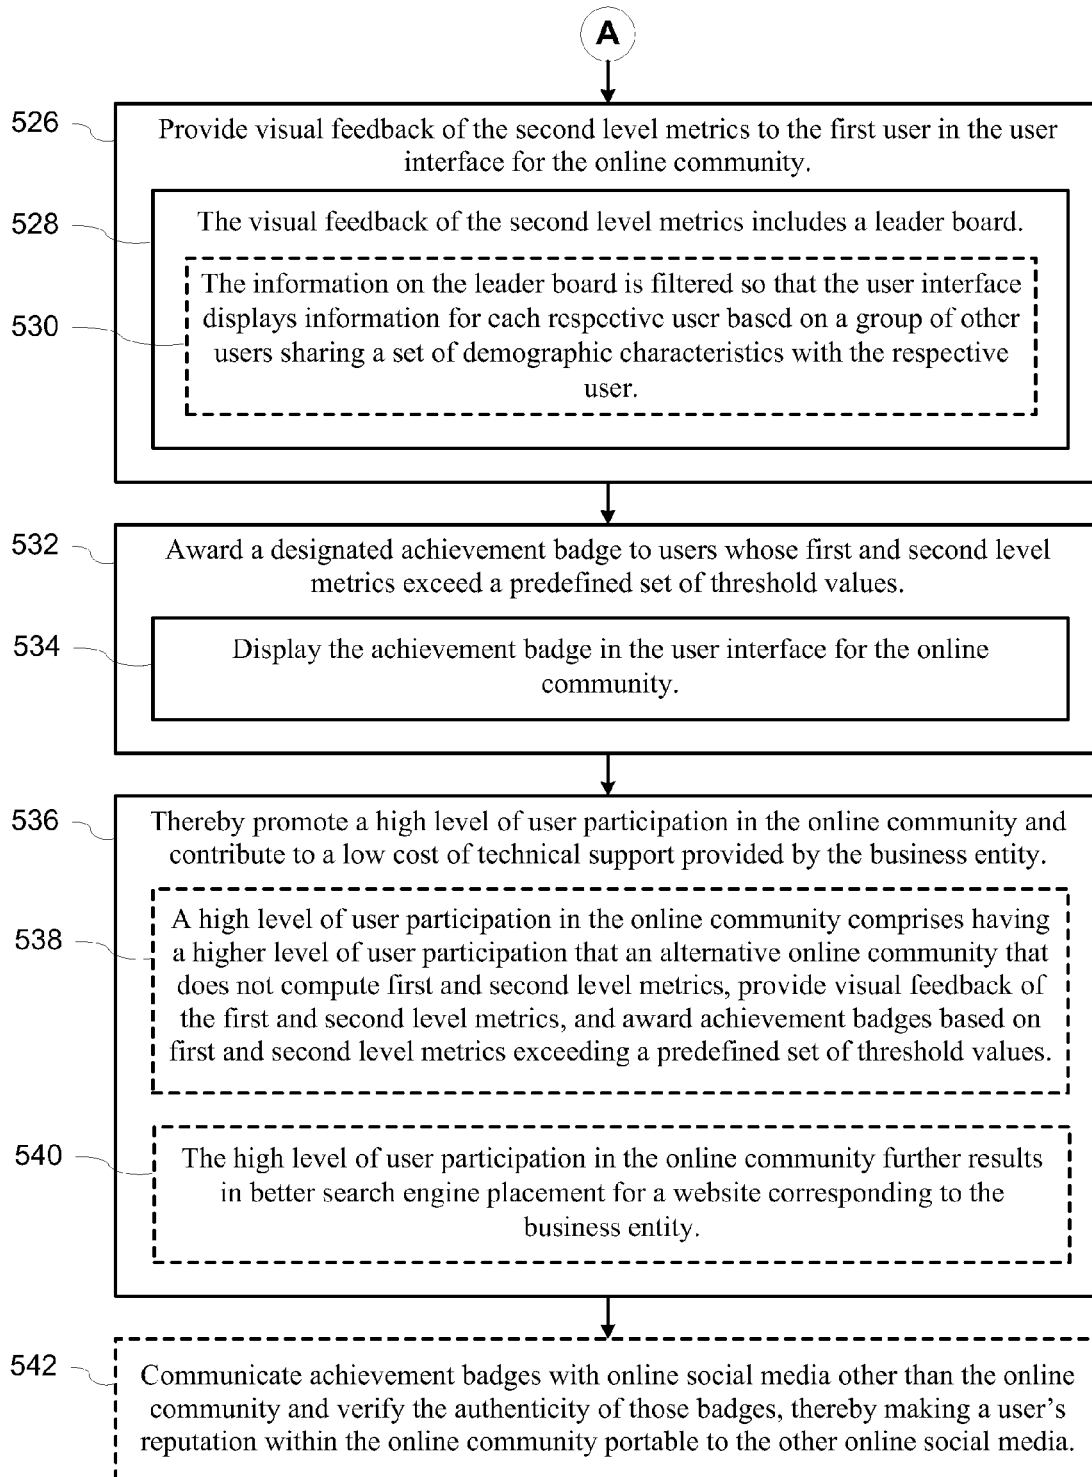 A
526
Provide visual feedback of the second level metrics to the first user in the user
interface for the online community.
528
The visual feedback of the second level metrics includes a leader board.
530
The information on the leader board is filtered so that the user interface
displays information for each respective user based on a group of other
users sharing a set of demographic characteristics with the respective
user.
532
Award a designated achievement badge to users whose first and second level
metrics exceed a predefined set of threshold values.
534
Display the achievement badge in the user interface for the online
community.
536
Thereby promote a high level of user participation in the online community and
contribute to a low cost of technical support provided by the business entity.
538
A high level of user participation in the online community comprises having
a higher level of user participation that an alternative online community that
does not compute first and second level metrics, provide visual feedback of
the first and second level metrics, and award achievement badges based on
first and second level metrics exceeding a predefined set of threshold values.
540
The high level of user participation in the online community further results
in better search engine placement for a website corresponding to the
business entity.
542
Communicate achievement badges with online social media other than the online
community and verify the authenticity of those badges, thereby making a user's
reputation within the online community portable to the other online social media.